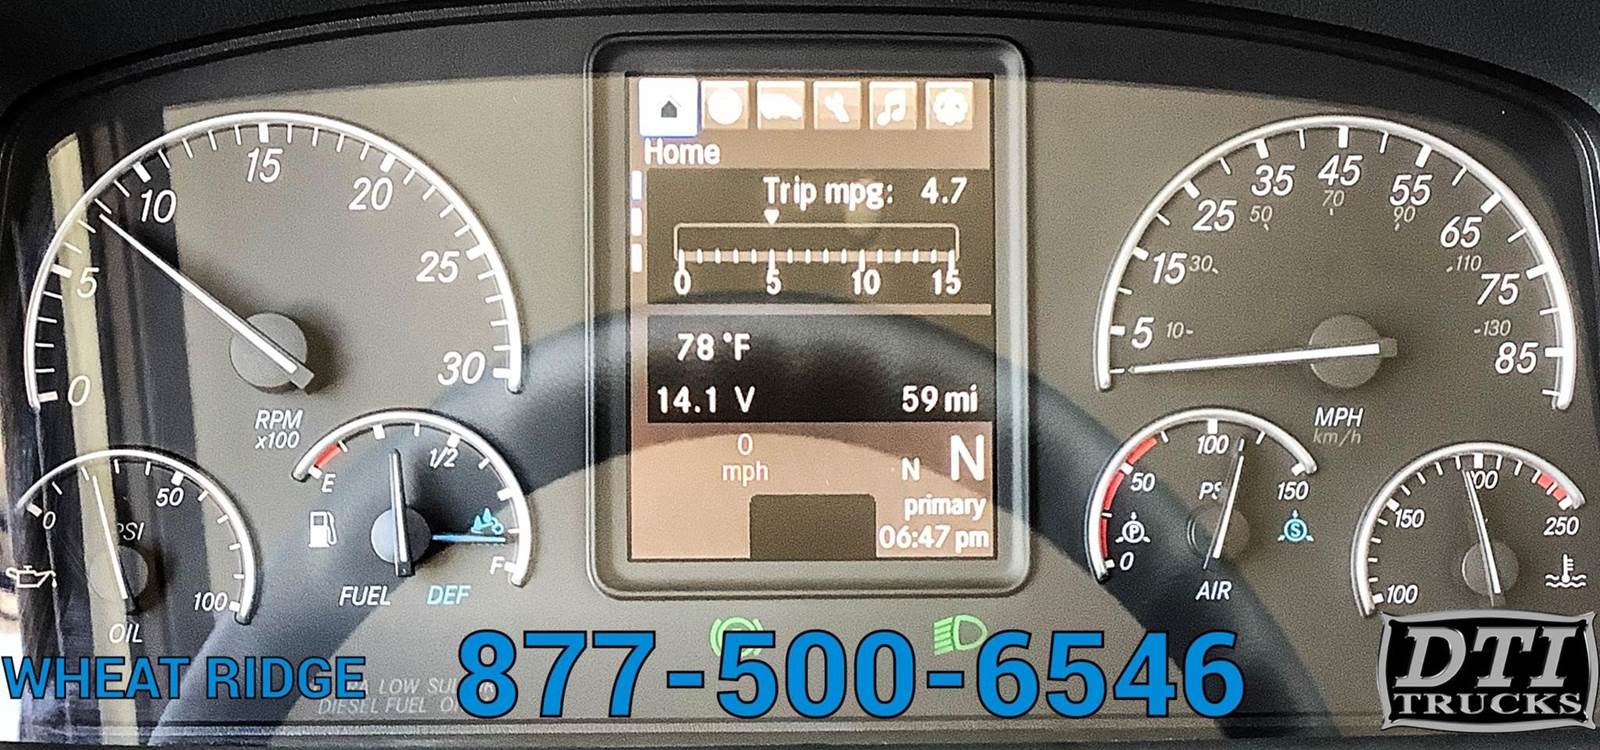 Home
Trip mpg: 4.7
0 5 10 15
78 °F
14.1 V 59 mi
0
mph
N N
primary
06:47 pm
0 5 10 15 20 25 30
RPM
x100
0 50 100
PSI
OIL
E 1/2 F
FUEL DEF
5 15 25 35 45 55 65 75 85
10 30 50 70 90 110 130
MPH
km/h
0 50 100 150
P S
AIR
100 150 250
LOW
DIESEL FUEL
WHEAT RIDGE
877-500-6546
DTI
TRUCKS